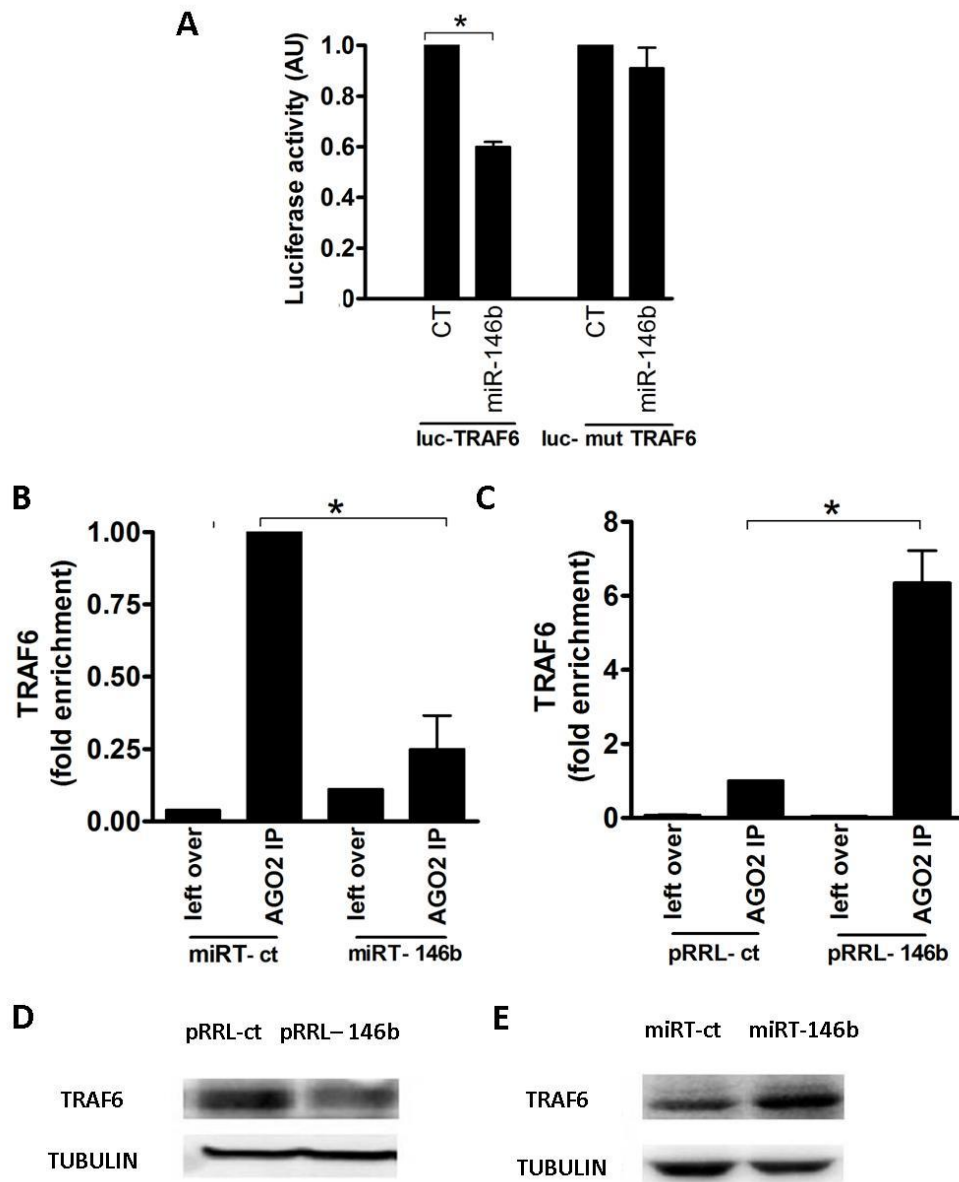 A
*
Luciferase activity (AU)
1.0
0.8
0.6
0.4
0.2
0
CT
miR-146b
CT
miR-146b
luc-TRAF6
luc- mut TRAF6
B
*
TRAF6
(fold enrichment)
1.00
0.75
0.50
0.25
0.00
left over
AGO2 IP
left over
AGO2 IP
miRT- ct
miRT- 146b
C
*
TRAF6
(fold enrichment)
8
6
4
2
0
left over
AGO2 IP
left over
AGO2 IP
pRRL- ct
pRRL- 146b
D
pRRL-ct pRRL– 146b
TRAF6
TUBULIN
E
miRT-ct miRT-146b
TRAF6
TUBULIN